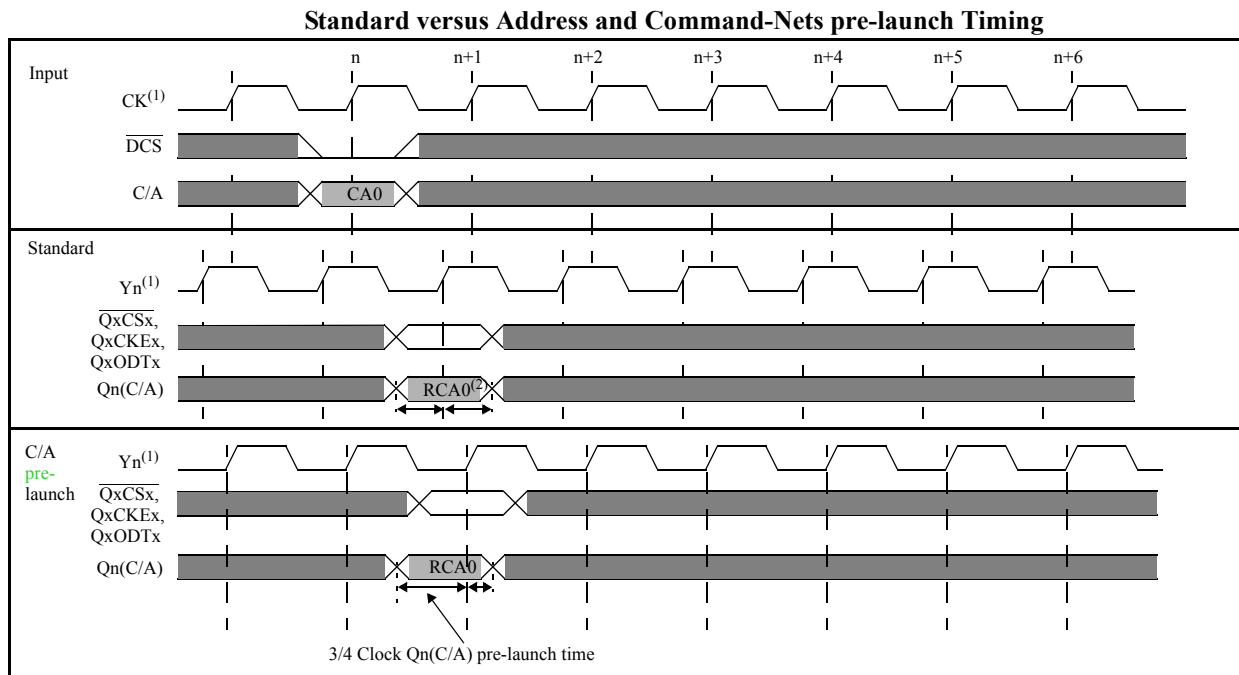 Standard versus Address and Command-Nets pre-launch Timing
n n+1 n+2 n+3 n+4 n+5 n+6
Input
CK(1)
DCS
C/A
CA0
Standard
Yn(1)
QxCSx,
QxCKEx,
QxODTx
Qn(C/A)
RCA0(2)
C/A
pre-
launch
Yn(1)
QxCSx,
QxCKEx,
QxODTx
Qn(C/A)
RCA0
3/4 Clock Qn(C/A) pre-launch time